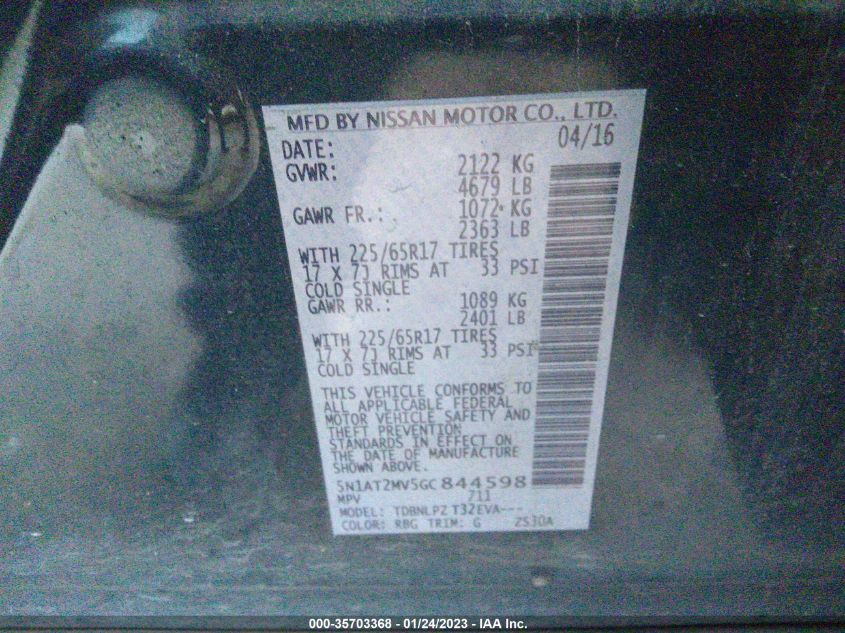 MFD BY NISSAN MOTOR CO., LTD.
DATE: 04/16
GVWR: 2122 KG
4679 LB
GAWR FR.: 1072 KG
2363 LB
WITH 225/65R17 TIRES
17 X 7J RIMS AT 33 PSI
COLD SINGLE
GAWR RR.: 1089 KG
2401 LB
WITH 225/65R17 TIRES
17 X 7J RIMS AT 33 PSI
COLD SINGLE
THIS VEHICLE CONFORMS TO
ALL APPLICABLE FEDERAL
MOTOR VEHICLE SAFETY AND
THEFT PREVENTION
STANDARDS IN EFFECT ON
THE DATE OF MANUFACTURE
SHOWN ABOVE.
5N1AT2MV5GC844598
MPV 711
MODEL: TDBNLPZ T32EVA---
COLOR: RBG TRIM: G ZS30A
000-35703368 - 01/24/2023 - IAA Inc.